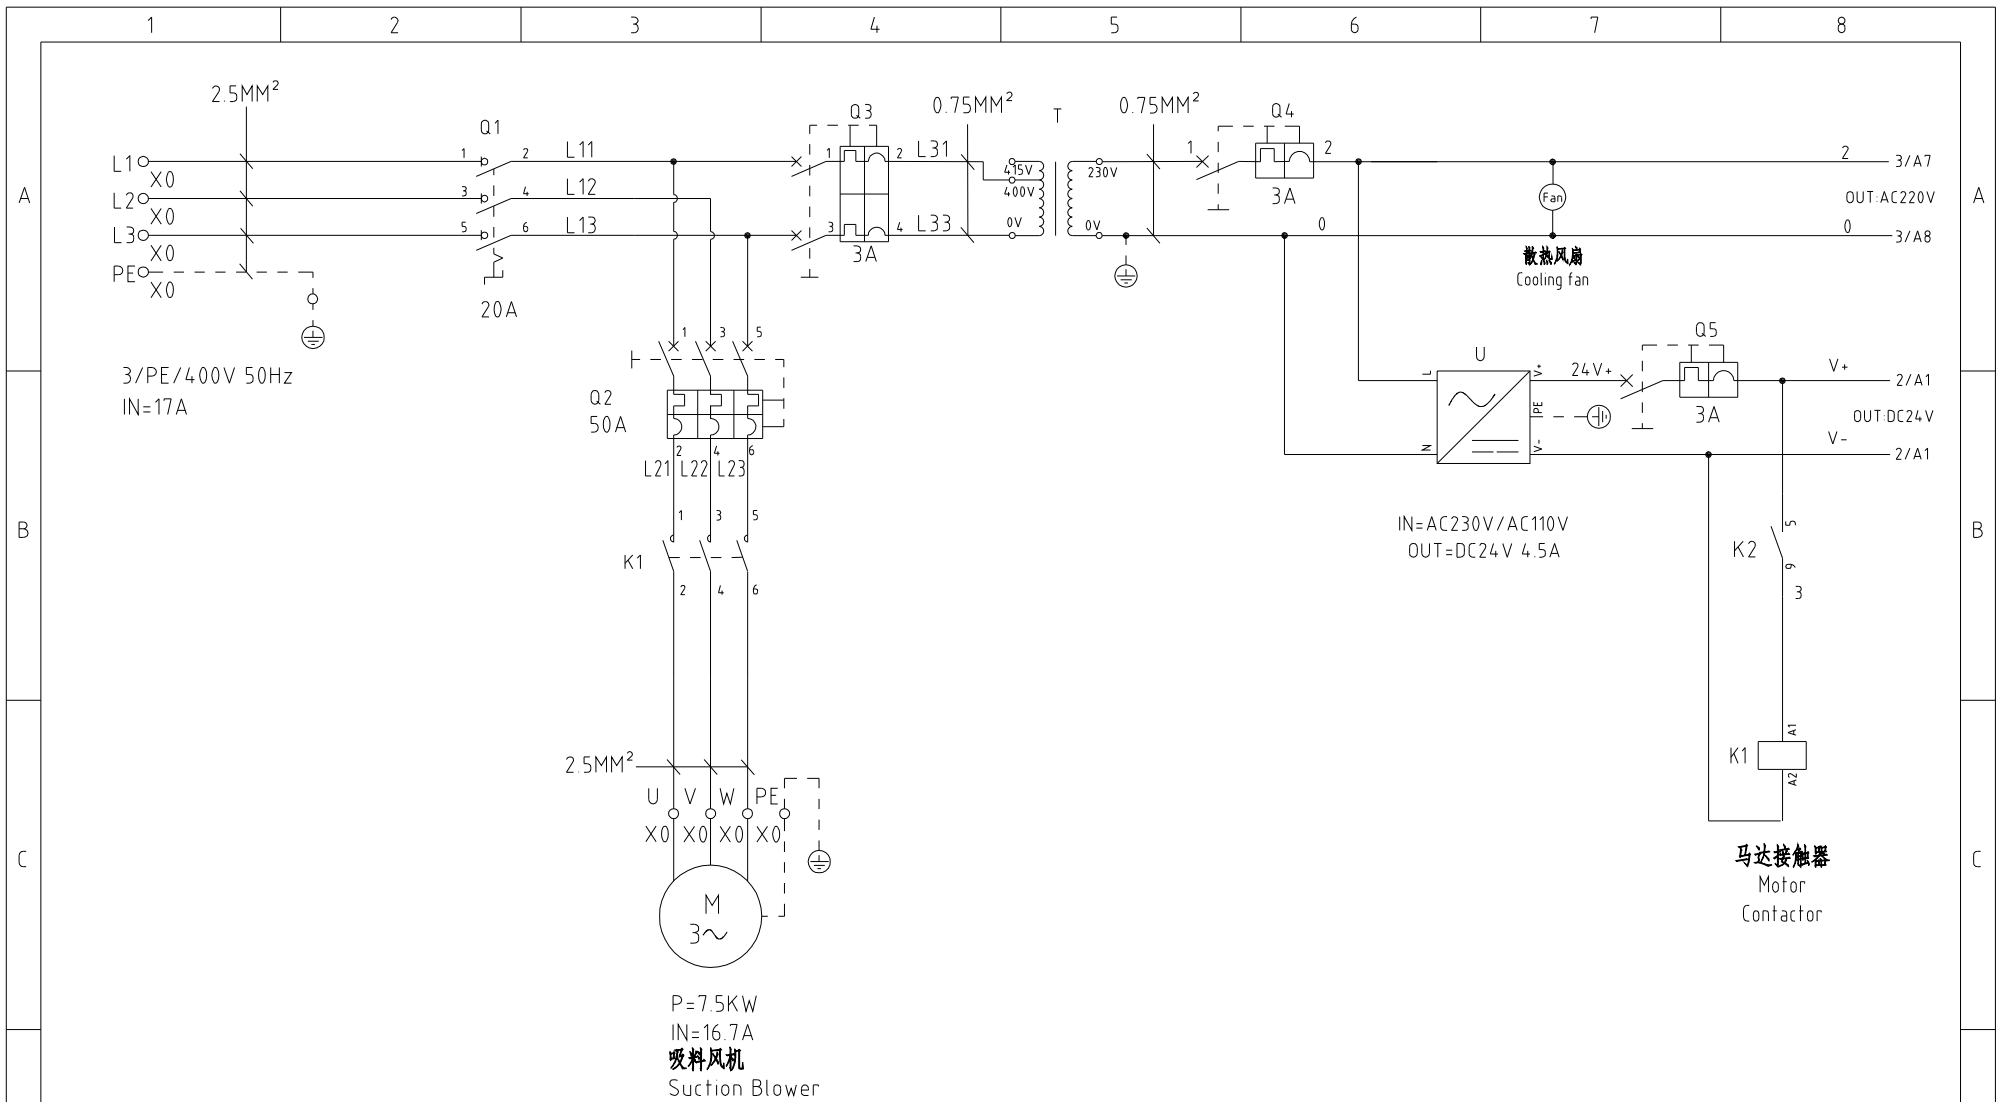 1 2 3 4 5 6 7 8
A
B
C
A
B
C
2.5MM²
L1
X0
L2
X0
L3
X0
PE
X0
3/PE/400V 50Hz
IN=17A
Q1
1 2
3 4
5 6
20A
L11
L12
L13
Q3
1 2
3 4
3A
L31
L33
0.75MM²
T
415V
400V
0V
230V
0V
0.75MM²
Q4
1 2
3A
0
Fan
散热风扇
Cooling fan
2
3/A7
OUT:AC220V
0
3/A8
1 3 5
Q2
50A
2 4 6
L21 L22 L23
1 3 5
K1
2 4 6
2.5MM²
U V W PE
X0 X0 X0 X0
M
3~
P=7.5KW
IN=16.7A
吸料风机
Suction Blower
U
L
N
V+
PE
V-
IN=AC230V/AC110V
OUT=DC24V 4.5A
24V+
Q5
3A
V+
2/A1
OUT:DC24V
V-
2/A1
5
K2
9
3
A1
K1
A2
马达接触器
Motor
Contactor